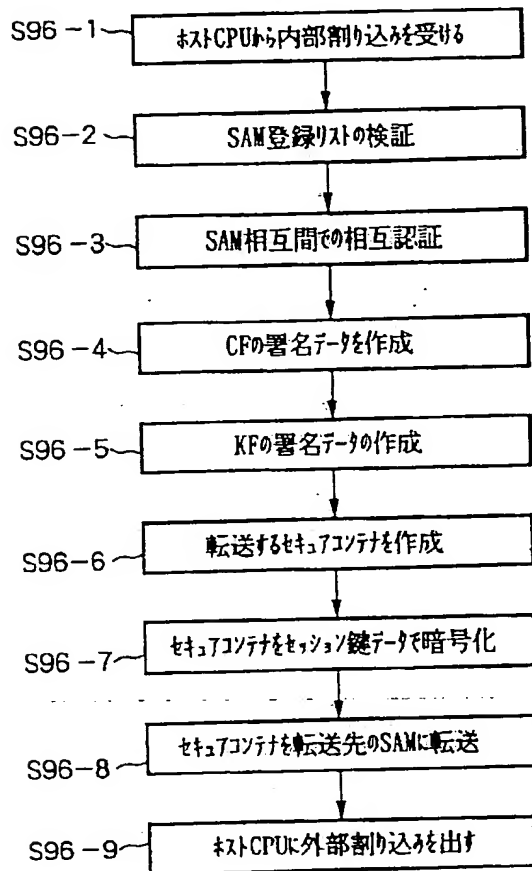 S96-1 ホストCPUから内部割り込みを受ける
S96-2 SAM登録リストの検証
S96-3 SAM相互間での相互認証
S96-4 CFの署名データを作成
S96-5 KFの署名データの作成
S96-6 転送するセキュアコンテナを作成
S96-7 セキュアコンテナをセッション鍵データで暗号化
S96-8 セキュアコンテナを転送先のSAMに転送
S96-9 ホストCPUに外部割り込みを出す